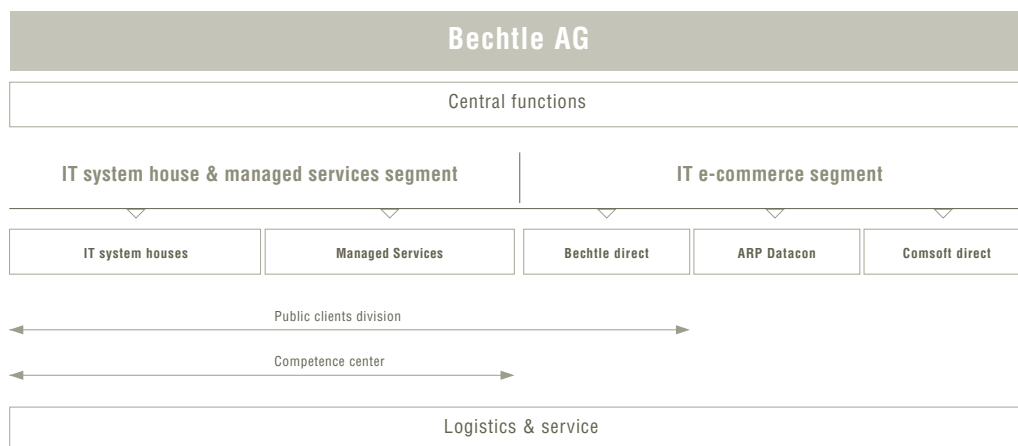 Bechtle AG
Central functions
IT system house & managed services segment
IT e-commerce segment
IT system houses
Managed Services
Bechtle direct
ARP Datacon
Comsoft direct
Public clients division
Competence center
Logistics & service